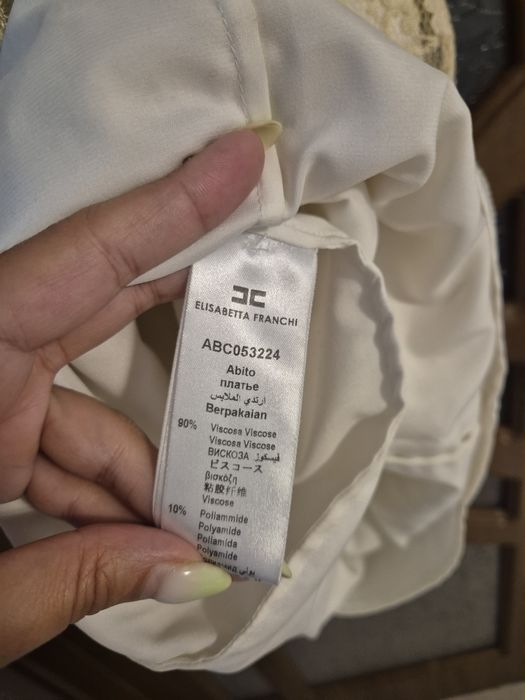 ELISABETTA FRANCHI
ABC053224
Abito
платье
ارتدي الملابس
Berpakaian
90% Viscosa Viscose
Viscosa Viscose
ВИСКОЗА فيسكوز
ビスコース
βισκόζη
粘胶纤维
Viscose
10% Poliammide
Polyamide
Poliamida
Polyamide